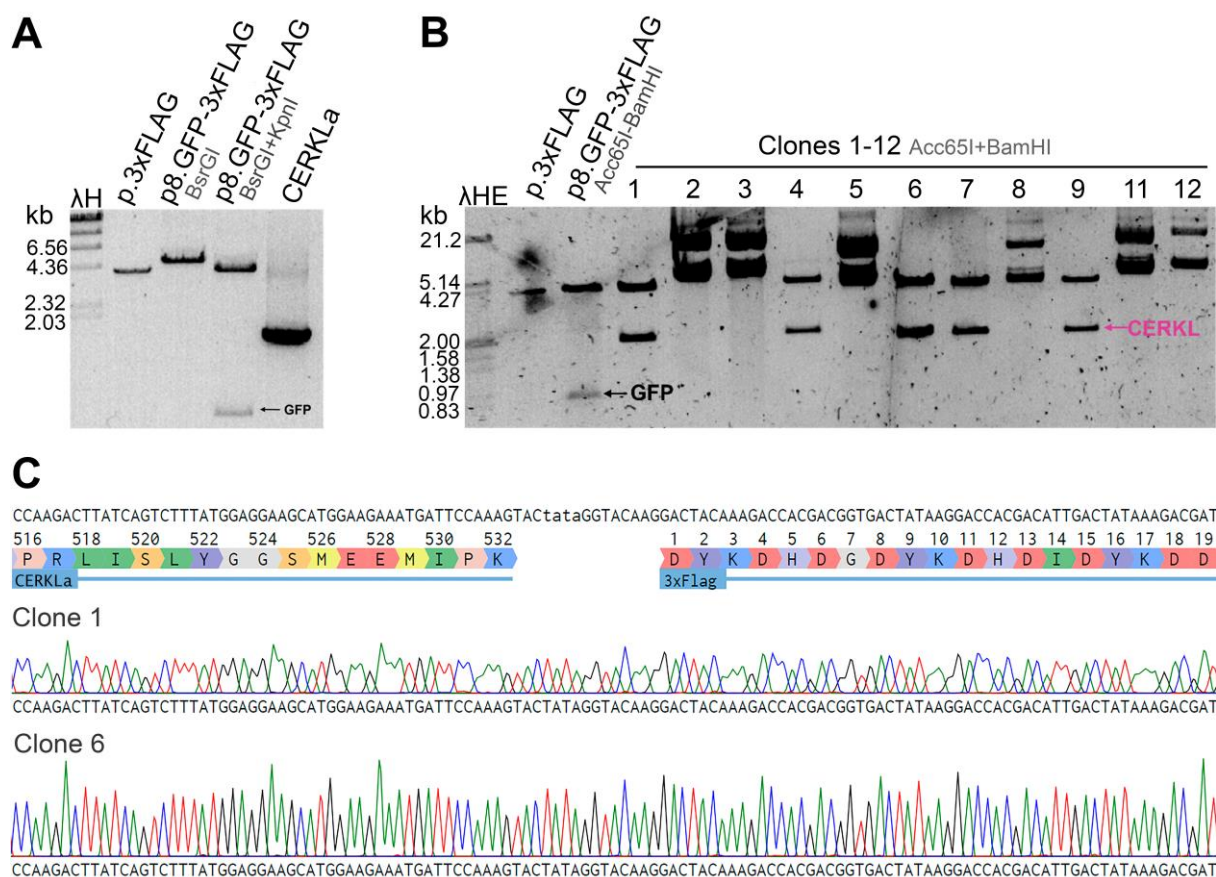 A
B
p.3xFLAG
p8.GFP-3xFLAG
BsrGI
p8.GFP-3xFLAG
BsrGI+KpnI
CERKLa
λH
kb
6.56
4.36
2.32
2.03
GFP
p.3xFLAG
p8.GFP-3xFLAG
Acc65I-BamHI
Clones 1-12 Acc65I+BamHI
λHE
1 2 3 4 5 6 7 8 9 11 12
kb
21.2
5.14
4.27
2.00
1.58
1.38
0.97
0.83
GFP
CERKL
C
CCAAGACTTATCAGTCTTTATGGAGGAAGCATGGAAGAAATGATTCCAAAGTACtataGGTACAAGGACTACAAAGACCACGACGGTGACTATAAGGACCACGACATTGACTATAAAGACGAT
516 518 520 522 524 526 528 530 532 1 2 3 4 5 6 7 8 9 10 11 12 13 14 15 16 17 18 19
P R L I S L Y G G S M E E M I P K D Y K D H D G D Y K D H D I D Y K D D
CERKLa 3xFlag
Clone 1
CCAAGACTTATCAGTCTTTATGGAGGAAGCATGGAAGAAATGATTCCAAAGTACTATAGGTACAAGGACTACAAAGACCACGACGGTGACTATAAGGACCACGACATTGACTATAAAGACGAT
Clone 6
CCAAGACTTATCAGTCTTTATGGAGGAAGCATGGAAGAAATGATTCCAAAGTACTATAGGTACAAGGACTACAAAGACCACGACGGTGACTATAAGGACCACGACATTGACTATAAAGACGAT